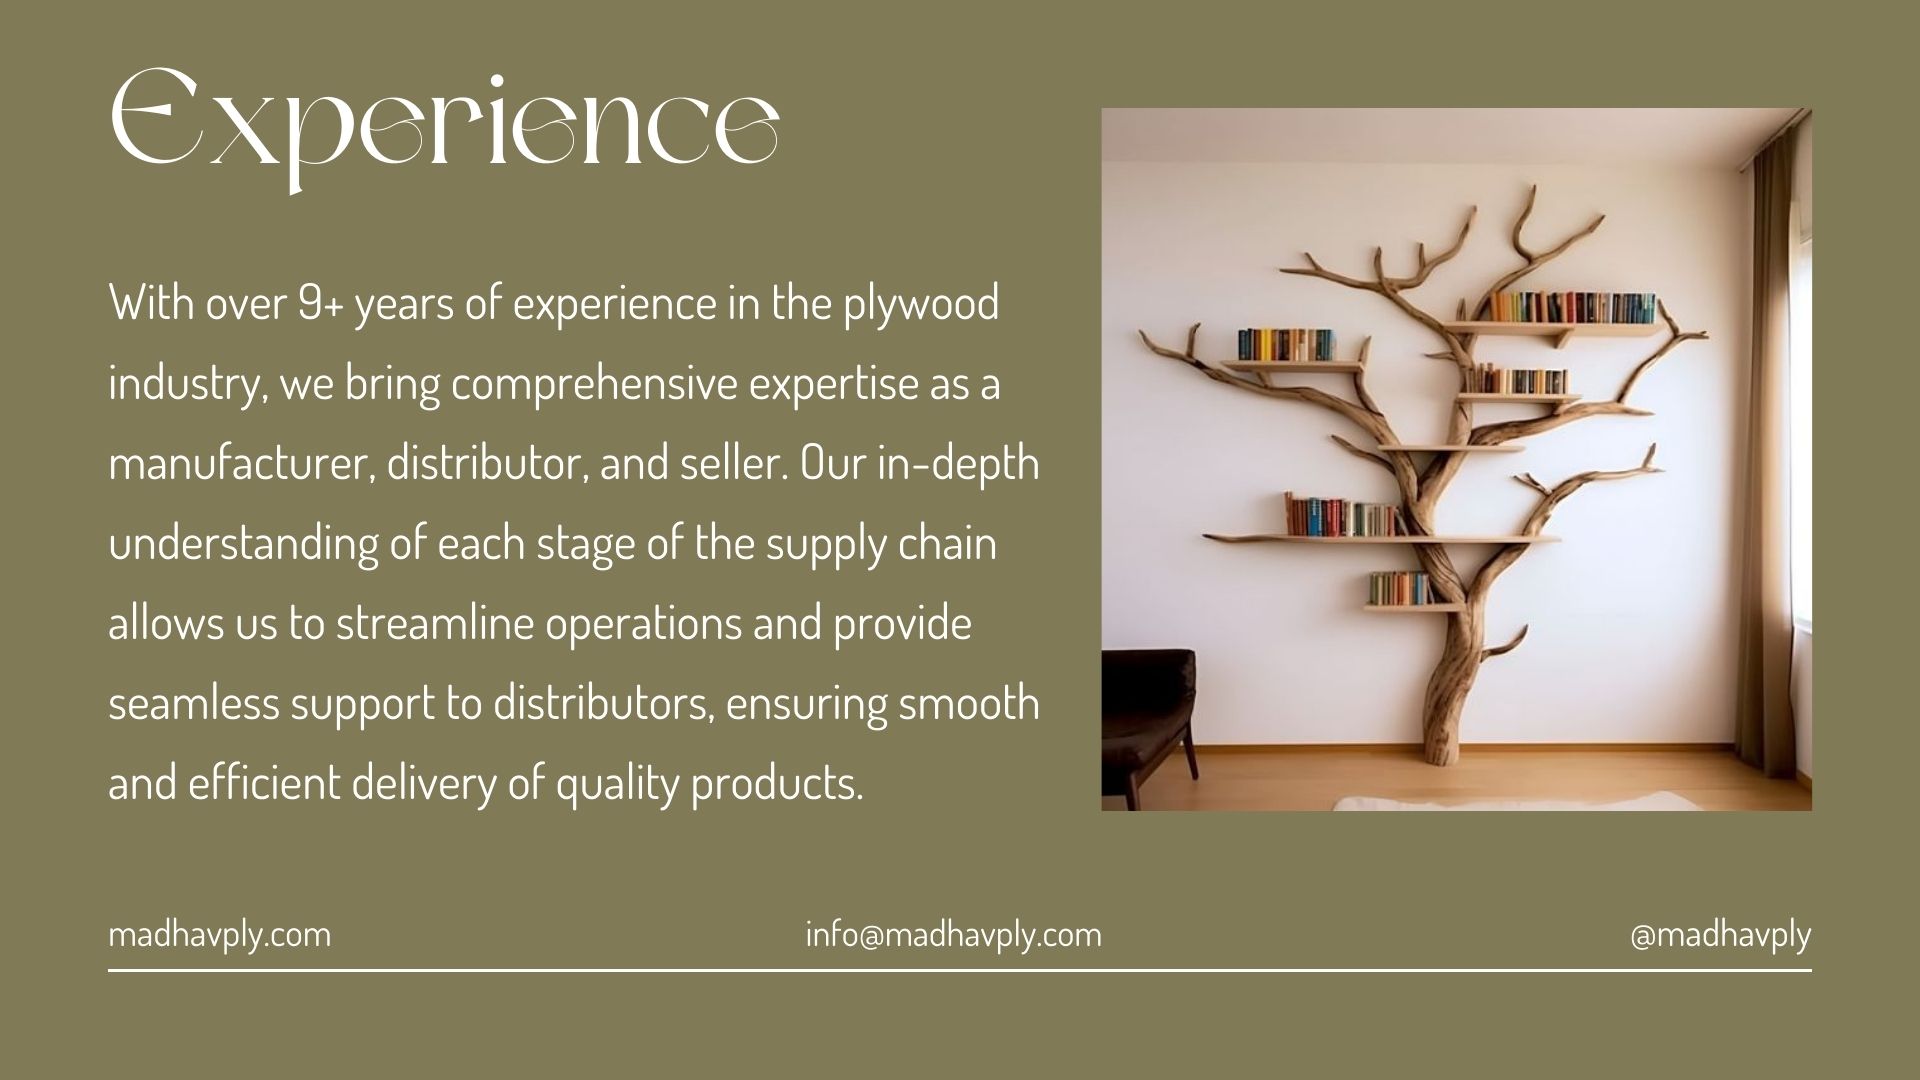 Experience
With over 9+ years of experience in the plywood
industry, we bring comprehensive expertise as a
manufacturer, distributor, and seller. Our in-depth
understanding of each stage of the supply chain
allows us to streamline operations and provide
seamless support to distributors, ensuring smooth
and efficient delivery of quality products.
madhavply.com
info@madhavply.com
@madhavply